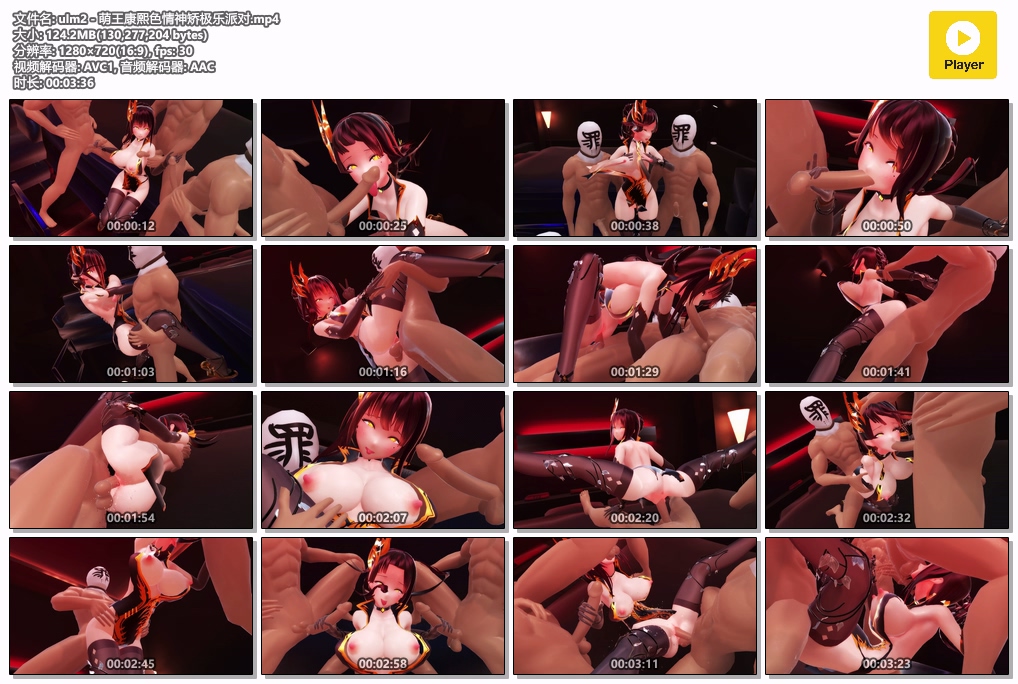 文件名: ulm2 - 萌王康熙色情神矫极乐派对.mp4
大小: 124.2MB(130,277,204 bytes)
分辨率: 1280×720(16:9), fps: 30
视频解码器: AVC1, 音频解码器: AAC
时长: 00:03:36
Player
00:00:12
00:00:25
罪
罪
00:00:38
00:00:50
00:01:03
00:01:16
00:01:29
00:01:41
00:01:54
罪
00:02:07
00:02:20
罪
00:02:32
罪
00:02:45
00:02:58
00:03:11
00:03:23